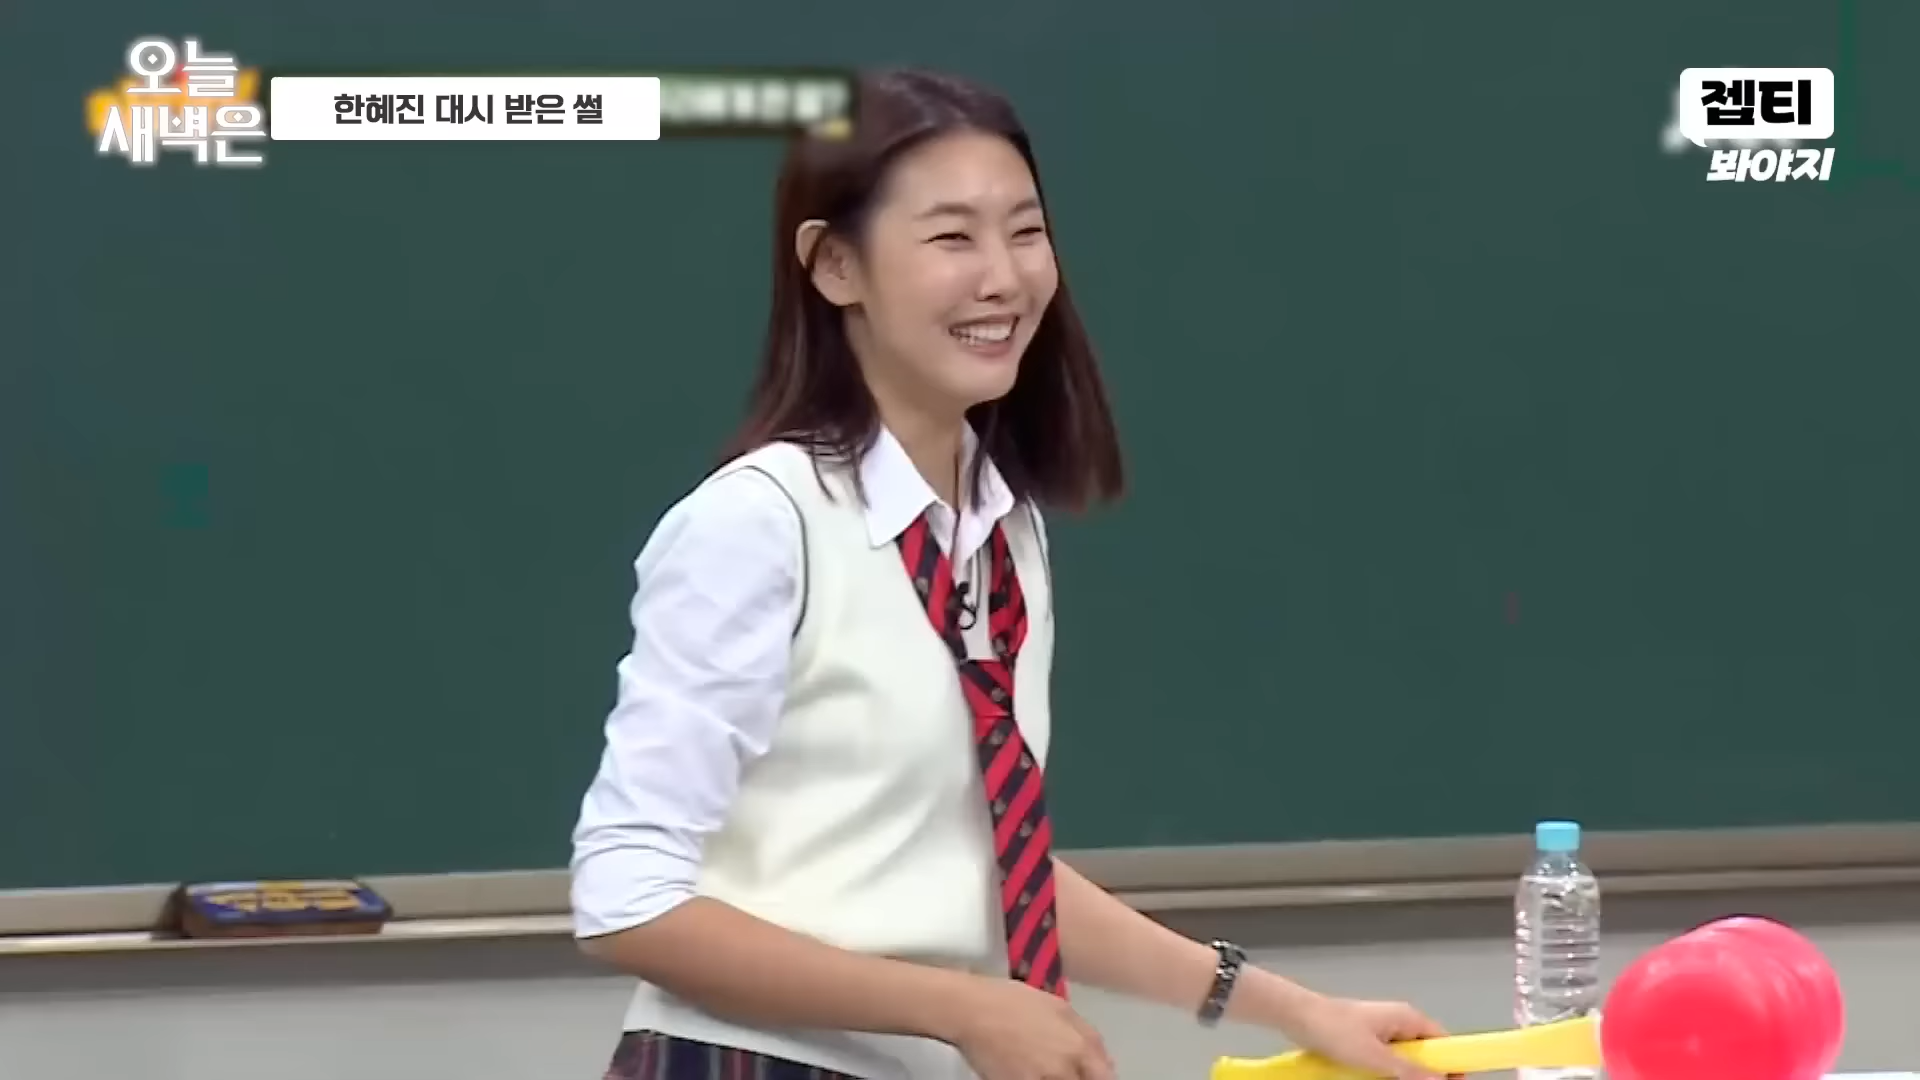 오늘
새벽은
한혜진 대시 받은 썰
젭티
봐야지